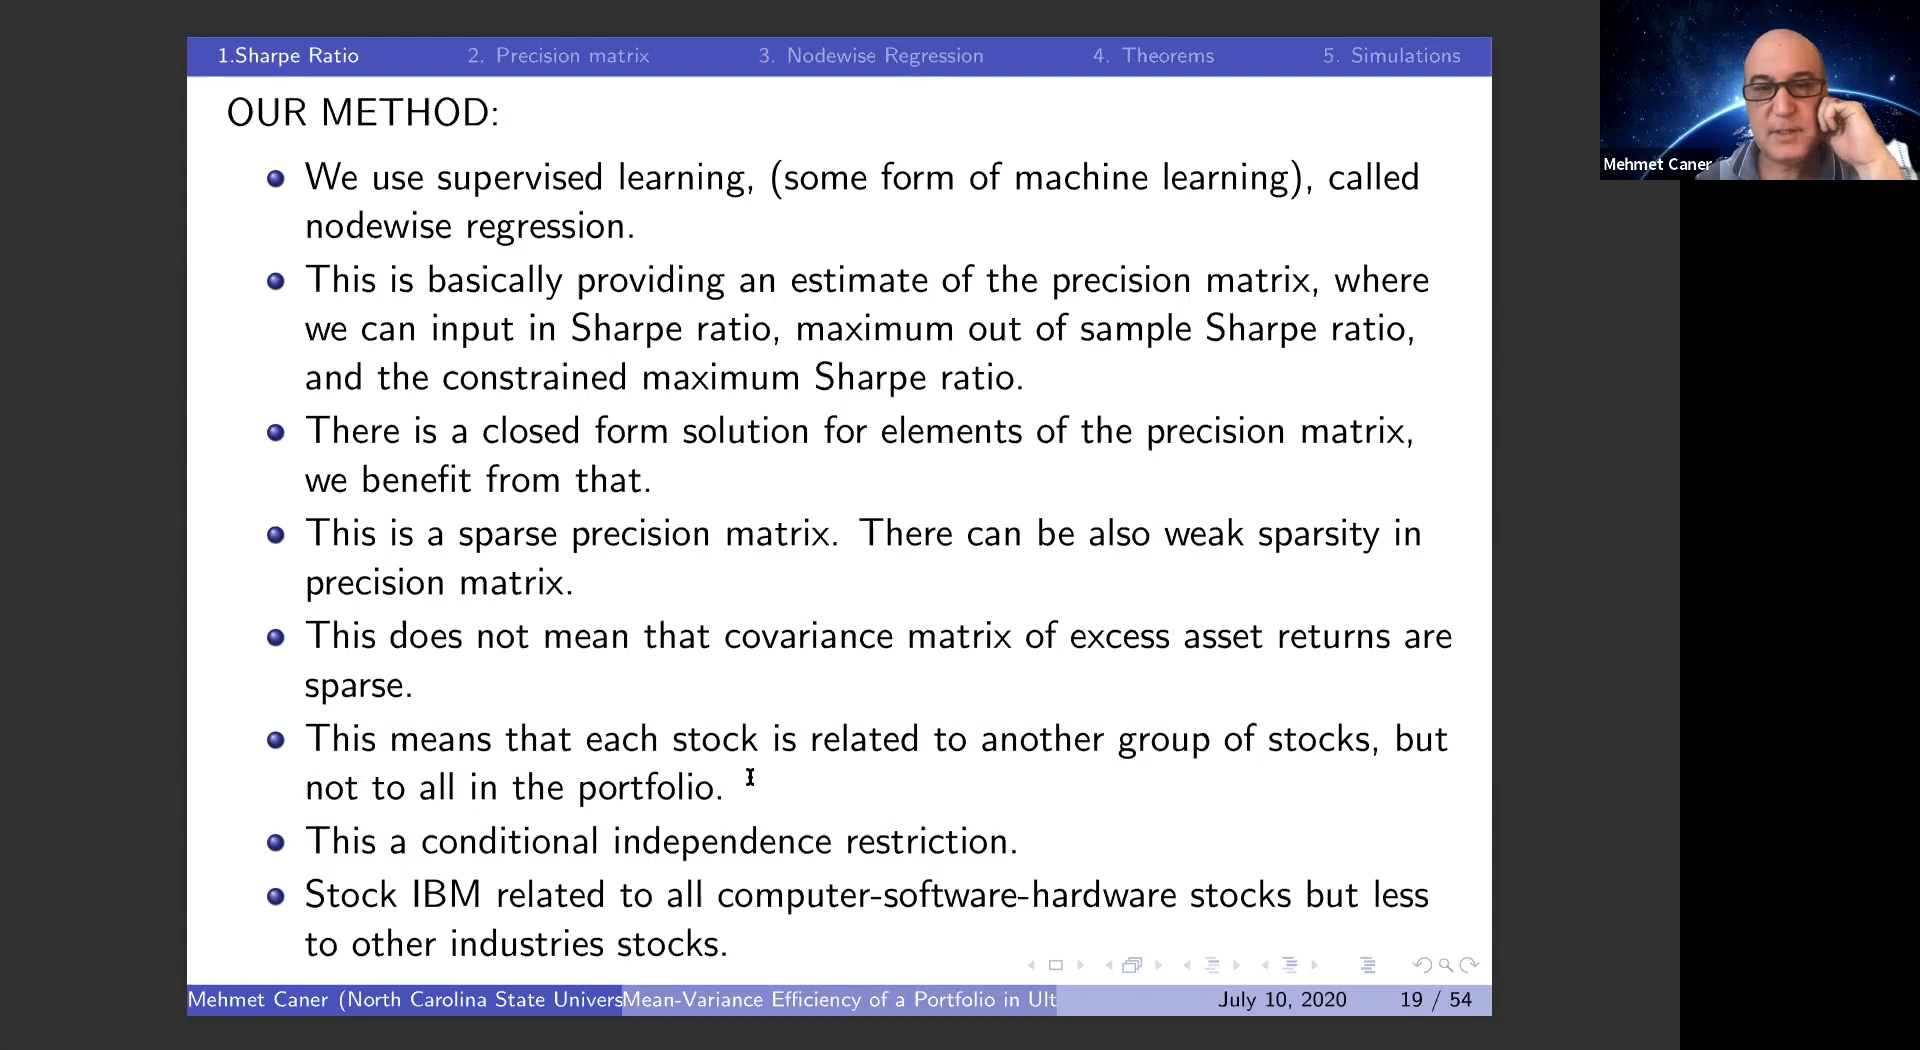 1.Sharpe Ratio 2. Precision matrix 3. Nodewise Regression 4. Theorems 5. Simulations
OUR METHOD:
We use supervised learning, (some form of machine learning), called
nodewise regression.
This is basically providing an estimate of the precision matrix, where
we can input in Sharpe ratio, maximum out of sample Sharpe ratio,
and the constrained maximum Sharpe ratio.
There is a closed form solution for elements of the precision matrix,
we benefit from that.
This is a sparse precision matrix. There can be also weak sparsity in
precision matrix.
This does not mean that covariance matrix of excess asset returns are
sparse.
This means that each stock is related to another group of stocks, but
not to all in the portfolio.
This a conditional independence restriction.
Stock IBM related to all computer-software-hardware stocks but less
to other industries stocks.
Mehmet Caner (North Carolina State Univers Mean-Variance Efficiency of a Portfolio in Ult July 10, 2020 19 / 54
Mehmet Caner